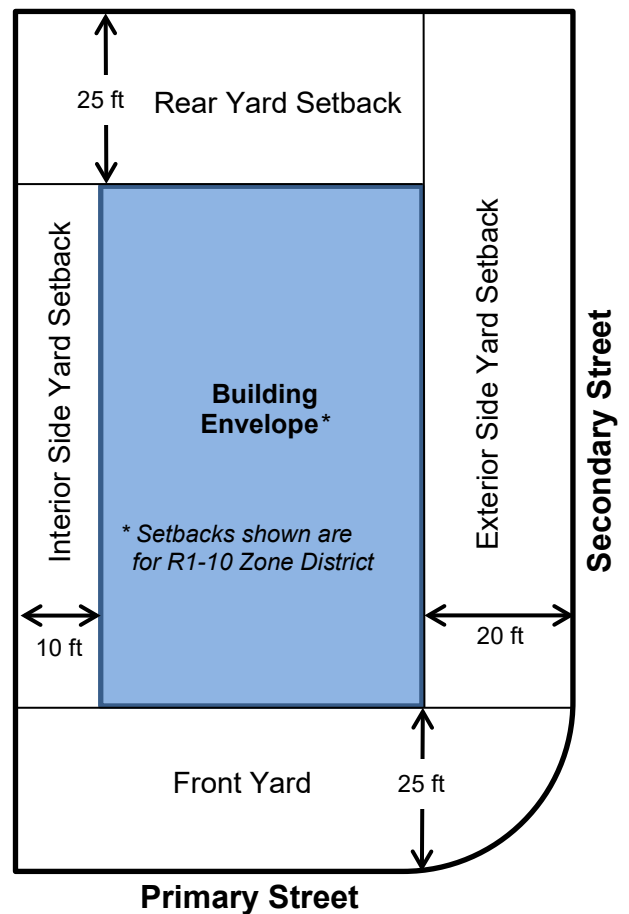 25 ft
Rear Yard Setback
Interior Side Yard Setback
Exterior Side Yard Setback
Secondary Street
Building
Envelope*
* Setbacks shown are
for R1-10 Zone District
10 ft
20 ft
Front Yard
25 ft
Primary Street